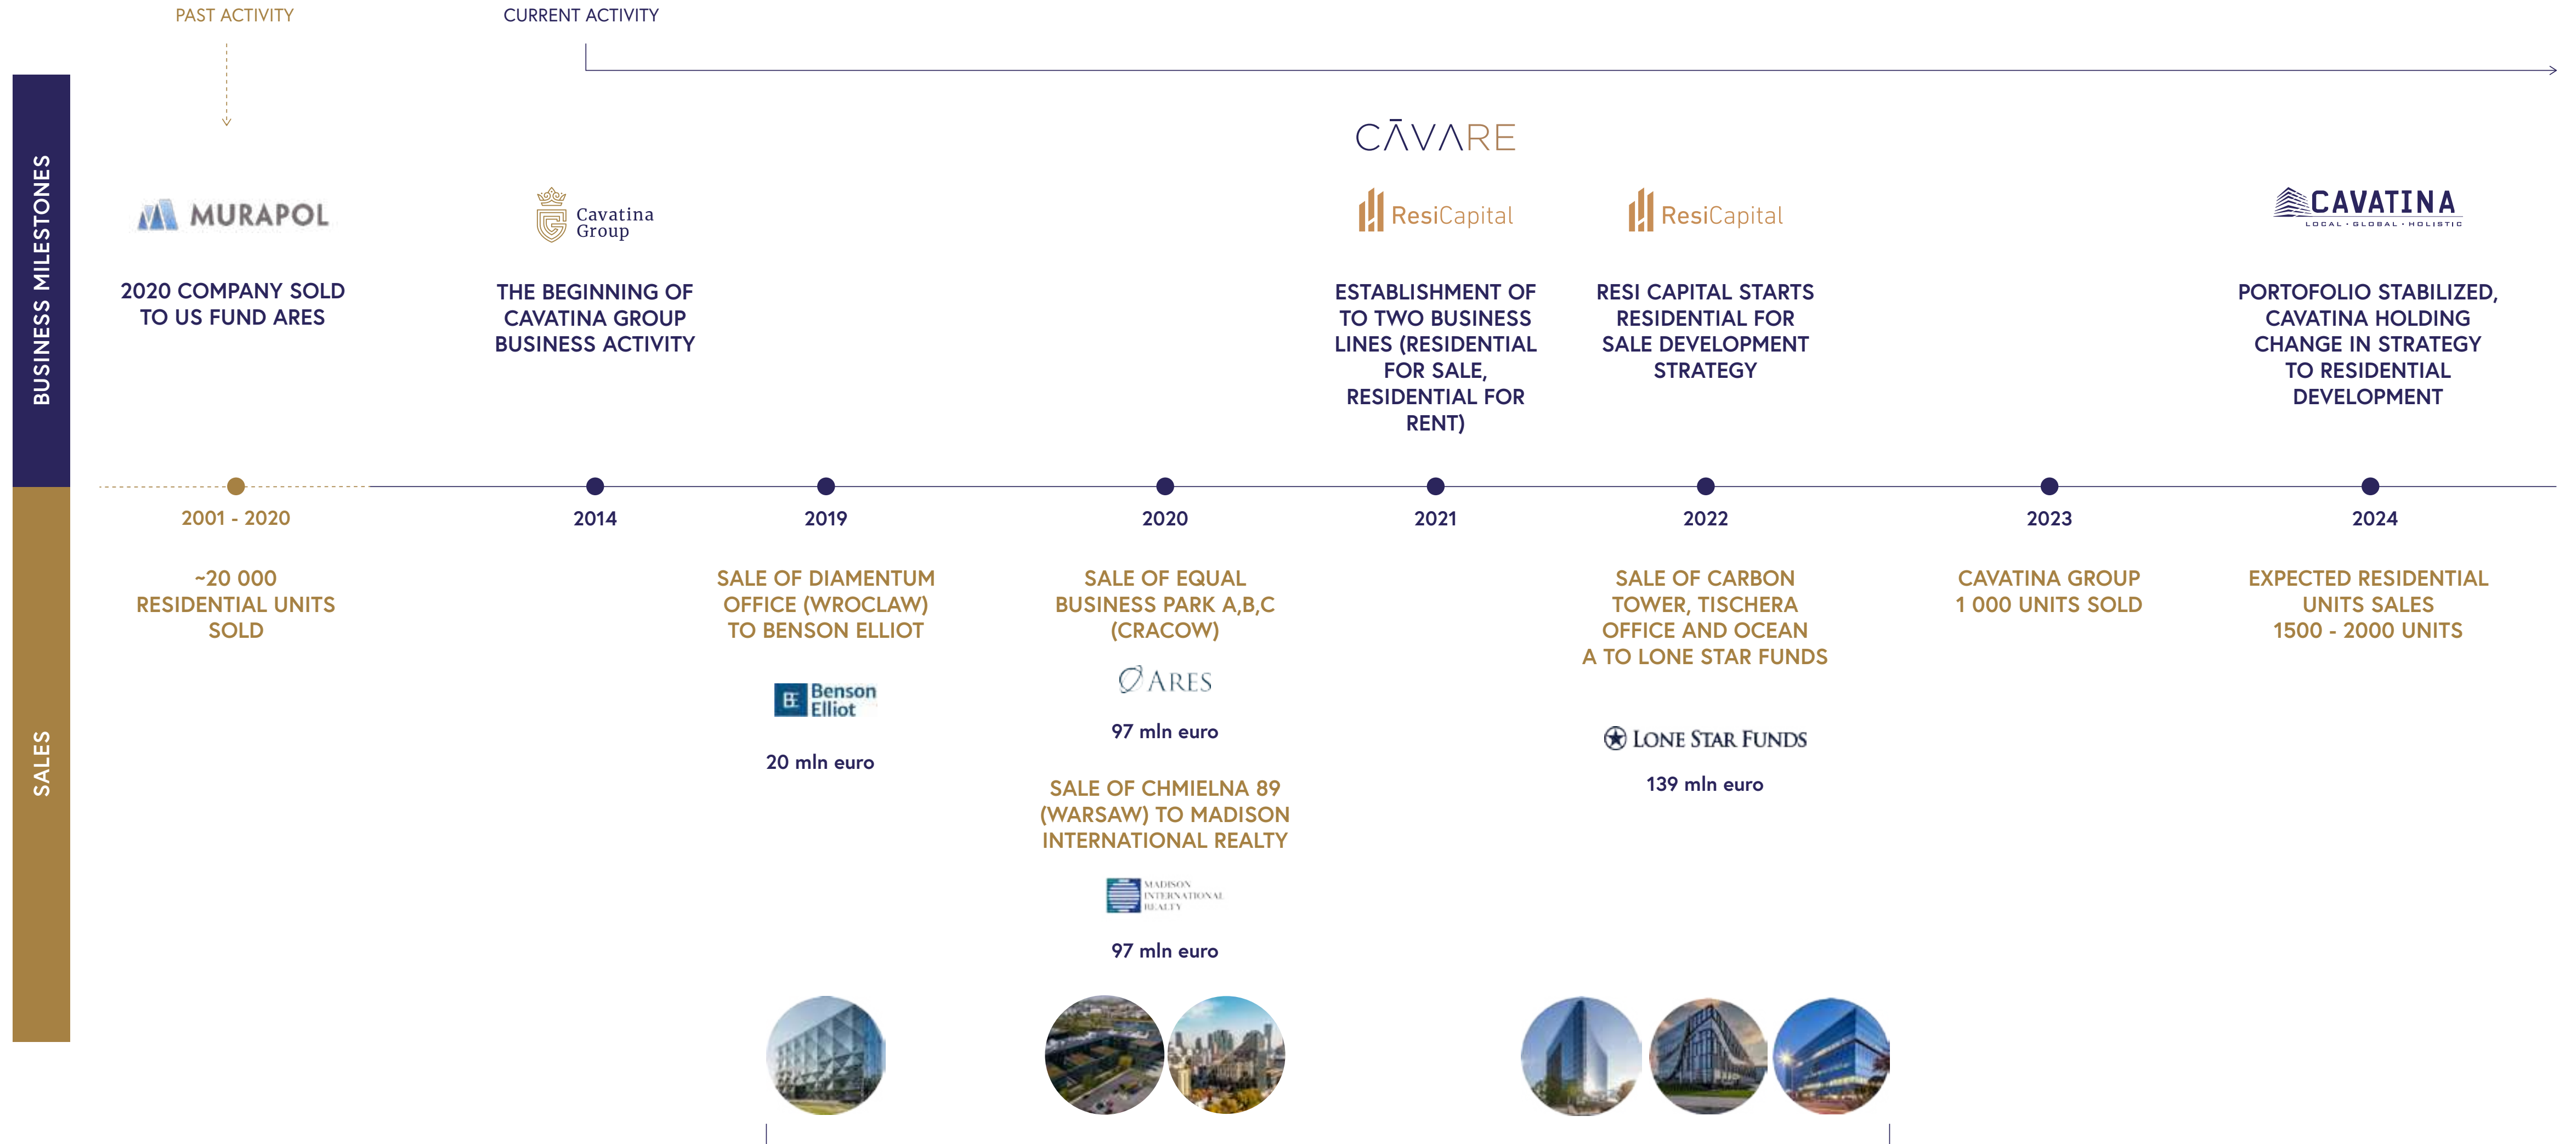 PAST ACTIVITY
CURRENT ACTIVITY
BUSINESS MILESTONES
MURAPOL
2020 COMPANY SOLD
TO US FUND ARES
Cavatina
Group
THE BEGINNING OF
CAVATINA GROUP
BUSINESS ACTIVITY
CĀVARE
ResiCapital
ESTABLISHMENT OF
TO TWO BUSINESS
LINES (RESIDENTIAL
FOR SALE,
RESIDENTIAL FOR
RENT)
ResiCapital
RESI CAPITAL STARTS
RESIDENTIAL FOR
SALE DEVELOPMENT
STRATEGY
CAVATINA
LOCAL • GLOBAL • HOLISTIC
PORTOFOLIO STABILIZED,
CAVATINA HOLDING
CHANGE IN STRATEGY
TO RESIDENTIAL
DEVELOPMENT
SALES
2001 - 2020
~20 000
RESIDENTIAL UNITS
SOLD
2014
2019
SALE OF DIAMENTUM
OFFICE (WROCLAW)
TO BENSON ELLIOT
BE
Benson
Elliot
20 mln euro
2020
SALE OF EQUAL
BUSINESS PARK A,B,C
(CRACOW)
ARES
97 mln euro
SALE OF CHMIELNA 89
(WARSAW) TO MADISON
INTERNATIONAL REALTY
MADISON
INTERNATIONAL
REALTY
97 mln euro
2021
2022
SALE OF CARBON
TOWER, TISCHERA
OFFICE AND OCEAN
A TO LONE STAR FUNDS
LONE STAR FUNDS
139 mln euro
2023
CAVATINA GROUP
1 000 UNITS SOLD
2024
EXPECTED RESIDENTIAL
UNITS SALES
1500 - 2000 UNITS